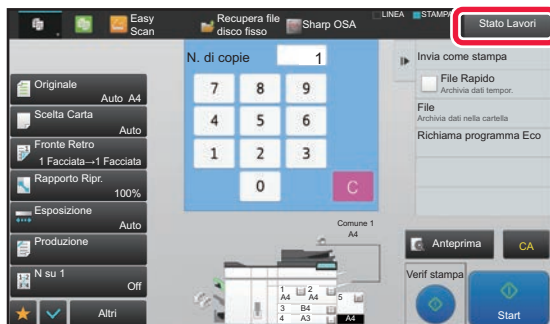 Easy
Scan
Recupera file
disco fisso
Sharp OSA
LINEA
STAMPA
Stato Lavori
Originale
Auto A4
Scelta Carta
Auto
Fronte Retro
1 Facciata→1 Facciata
Rapporto Ripr.
100%
Esposizione
Auto
Produzione
N su 1
Off
Altri
N. di copie
1
7 8 9
4 5 6
1 2 3
0 C
Comune 1
A4
1 A4 2 A4 5
3 B4
4 A3 A4
Invia come stampa
File Rapido
Archivia dati tempor.
File
Archivia dati nella cartella
Richiama programma Eco
Anteprima
CA
Verif stampa
Start